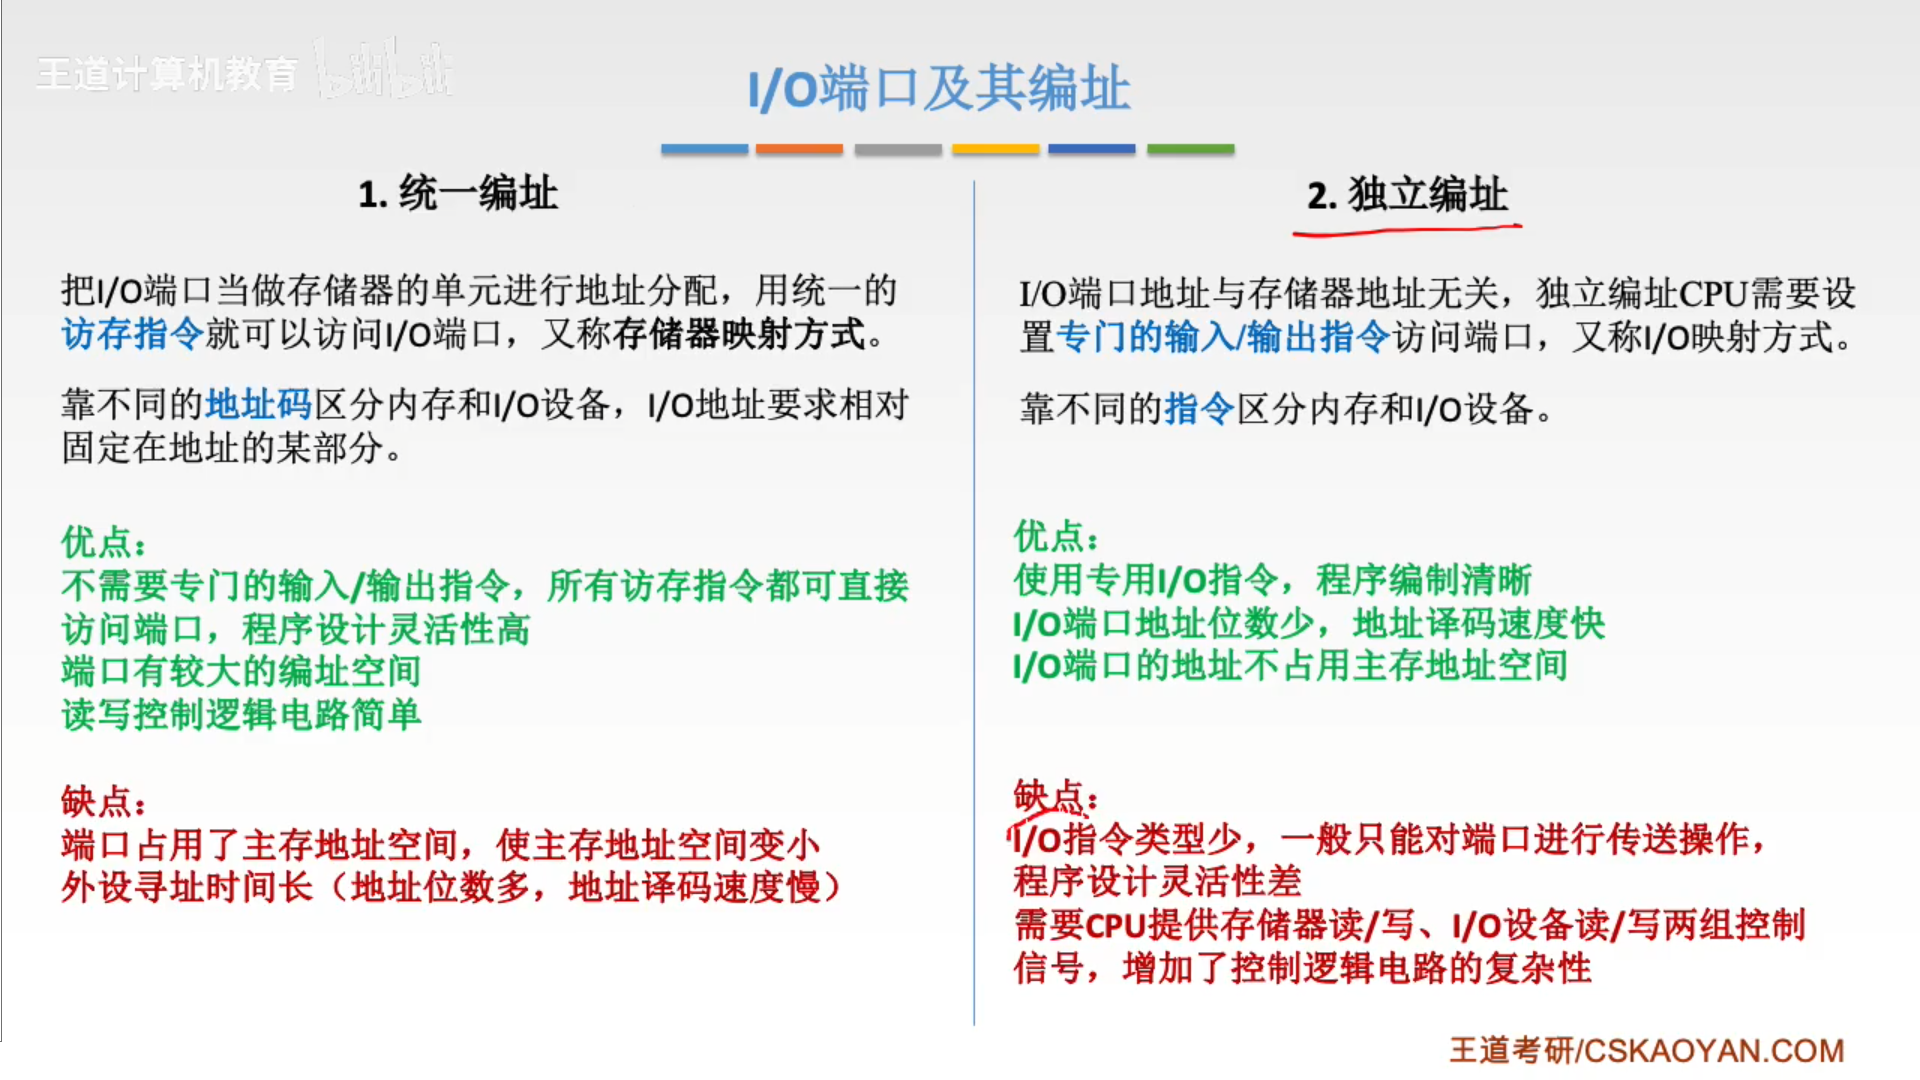 王道计算机教育 bilibili
I/O端口及其编址
1. 统一编址
把I/O端口当做存储器的单元进行地址分配，用统一的
访存指令就可以访问I/O端口，又称存储器映射方式。
靠不同的地址码区分内存和I/O设备，I/O地址要求相对
固定在地址的某部分。
优点：
不需要专门的输入/输出指令，所有访存指令都可直接
访问端口，程序设计灵活性高
端口有较大的编址空间
读写控制逻辑电路简单
缺点：
端口占用了主存地址空间，使主存地址空间变小
外设寻址时间长（地址位数多，地址译码速度慢）
2. 独立编址
I/O端口地址与存储器地址无关，独立编址CPU需要设
置专门的输入/输出指令访问端口，又称I/O映射方式。
靠不同的指令区分内存和I/O设备。
优点：
使用专用I/O指令，程序编制清晰
I/O端口地址位数少，地址译码速度快
I/O端口的地址不占用主存地址空间
缺点：
I/O指令类型少，一般只能对端口进行传送操作，
程序设计灵活性差
需要CPU提供存储器读/写、I/O设备读/写两组控制
信号，增加了控制逻辑电路的复杂性
王道考研/CSKAOYAN.COM